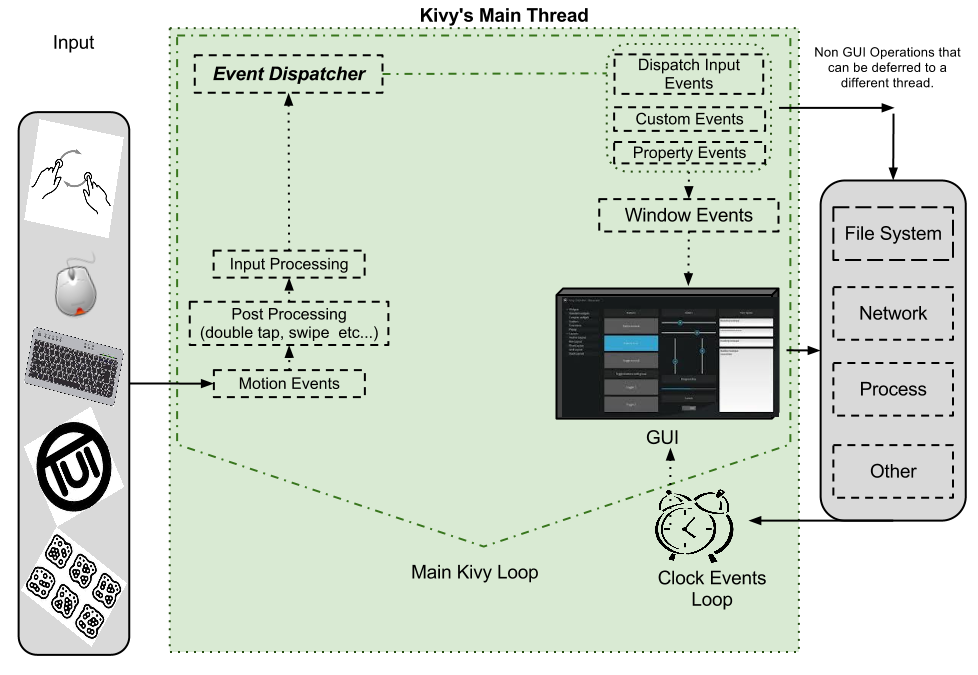 Kivy's Main Thread
Input
Event Dispatcher
Dispatch Input
Events
Custom Events
Property Events
Non GUI Operations that
can be deferred to a
different thread.
Window Events
File System
Input Processing
Post Processing
(double tap, swipe etc...)
Motion Events
Network
Process
GUI
TUI
Other
Main Kivy Loop
Clock Events
Loop